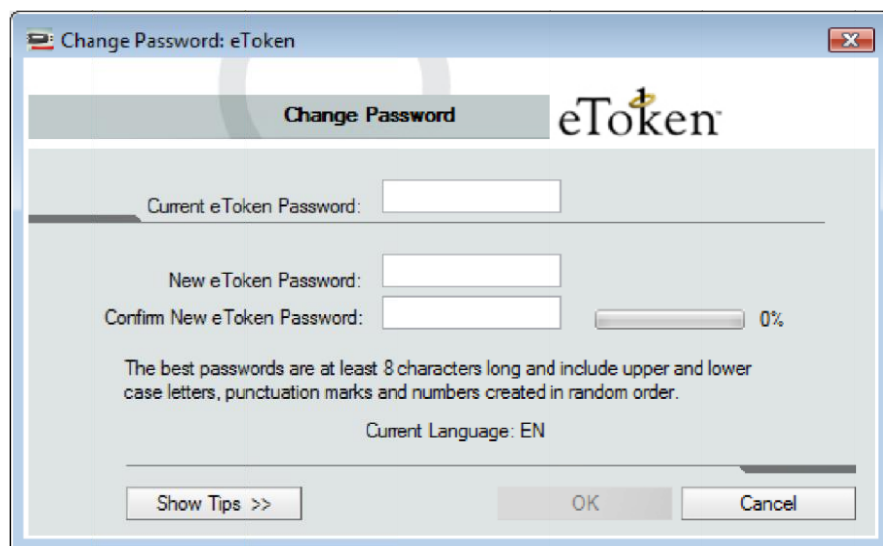 Change Password: eToken
Change Password
eToken™
Current eToken Password:
New eToken Password:
Confirm New eToken Password:
0%
The best passwords are at least 8 characters long and include upper and lower
case letters, punctuation marks and numbers created in random order.
Current Language: EN
Show Tips >>
OK
Cancel